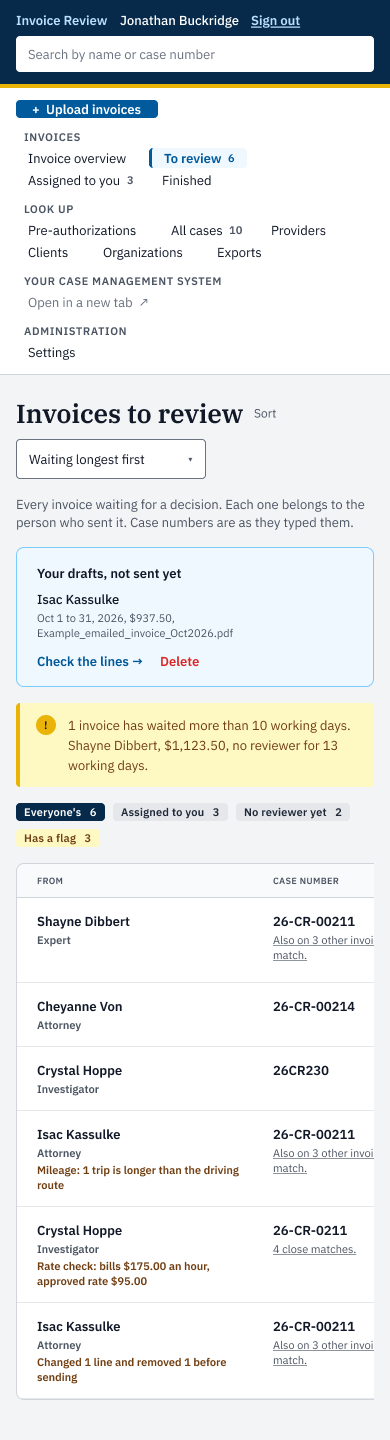 Invoice Review Jonathan Buckridge Sign out
Search by name or case number
+ Upload invoices
INVOICES
Invoice overview To review 6
Assigned to you 3 Finished
LOOK UP
Pre-authorizations All cases 10 Providers
Clients Organizations Exports
YOUR CASE MANAGEMENT SYSTEM
Open in a new tab ↗
ADMINISTRATION
Settings
Invoices to review Sort
Waiting longest first
Every invoice waiting for a decision. Each one belongs to the
person who sent it. Case numbers are as they typed them.
Your drafts, not sent yet
Isac Kassulke
Oct 1 to 31, 2026, $937.50,
Example_emailed_invoice_Oct2026.pdf
Check the lines → Delete
! 1 invoice has waited more than 10 working days.
Shayne Dibbert, $1,123.50, no reviewer for 13
working days.
Everyone's 6 Assigned to you 3 No reviewer yet 2
Has a flag 3
FROM CASE NUMBER
Shayne Dibbert 26-CR-00211
Expert Also on 3 other invoi
match.
Cheyanne Von 26-CR-00214
Attorney
Crystal Hoppe 26CR230
Investigator
Isac Kassulke 26-CR-00211
Attorney Also on 3 other invoi
Mileage: 1 trip is longer than the driving match.
route
Crystal Hoppe 26-CR-0211
Investigator 4 close matches.
Rate check: bills $175.00 an hour,
approved rate $95.00
Isac Kassulke 26-CR-00211
Attorney Also on 3 other invoi
Changed 1 line and removed 1 before match.
sending